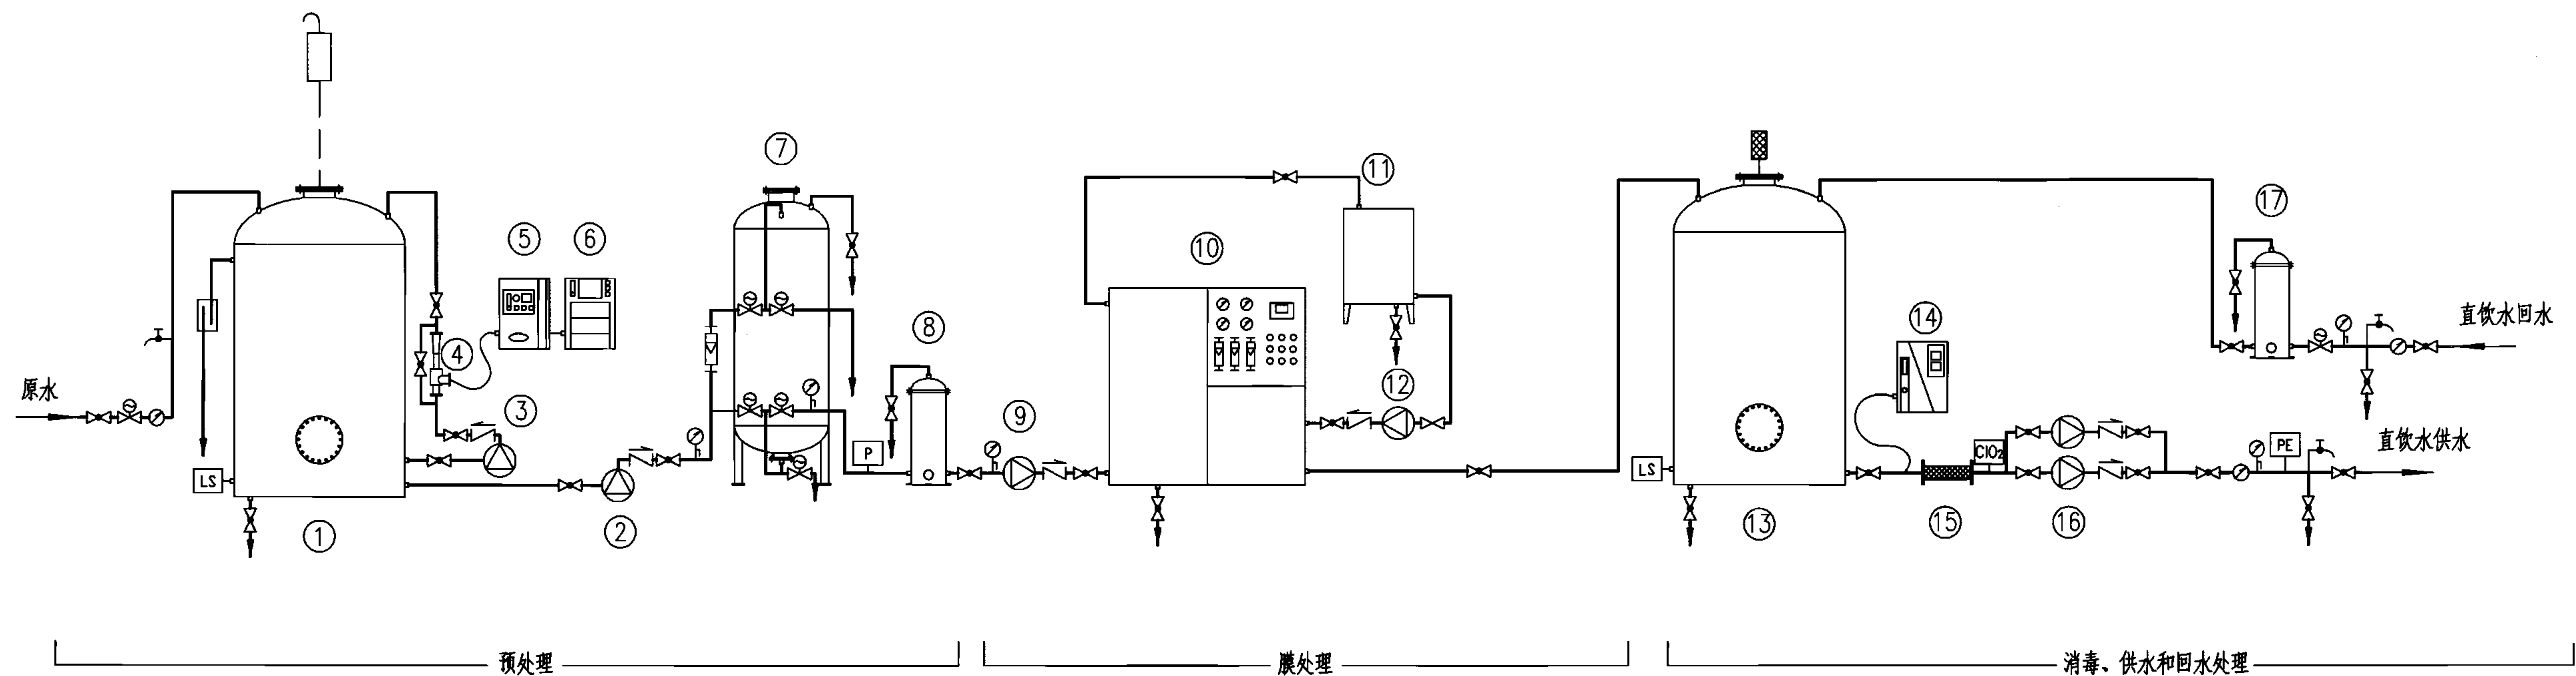 ⑦
⑪
⑰
⑤ ⑥
⑩
⑭
直饮水回水
④
⑧
⑫
原水
③
⑨
直饮水供水
P
ClO₂
PE
LS
LS
①
②
⑬
⑮
⑯
预处理
膜处理
消毒、供水和回水处理